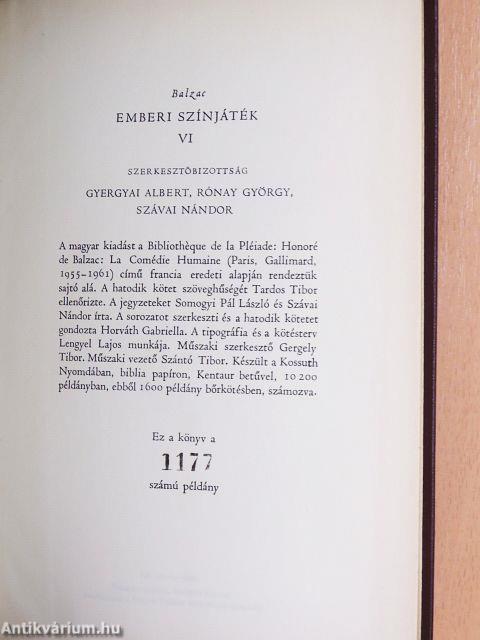 Balzac
EMBERI SZÍNJÁTÉK
VI
SZERKESZTŐBIZOTTSÁG
GYERGYAI ALBERT, RÓNAY GYÖRGY,
SZÁVAI NÁNDOR
A magyar kiadást a Bibliothèque de la Pléiade: Honoré
de Balzac: La Comédie Humaine (Paris, Gallimard,
1955–1961) című francia eredeti alapján rendeztük
sajtó alá. A hatodik kötet szöveghűségét Tardos Tibor
ellenőrizte. A jegyzeteket Somogyi Pál László és Szávai
Nándor írta. A sorozatot szerkeszti és a hatodik kötetet
gondozta Horváth Gabriella. A tipográfia és a kötésterv
Lengyel Lajos munkája. Műszaki szerkesztő Gergely
Tibor. Műszaki vezető Szántó Tibor. Készült a Kossuth
Nyomdában, biblia papíron, Kentaur betűvel, 10 200
példányban, ebből 1600 példány bőrkötésben, számozva.
Ez a könyv a
1177
számú példány
Antikvárium.hu